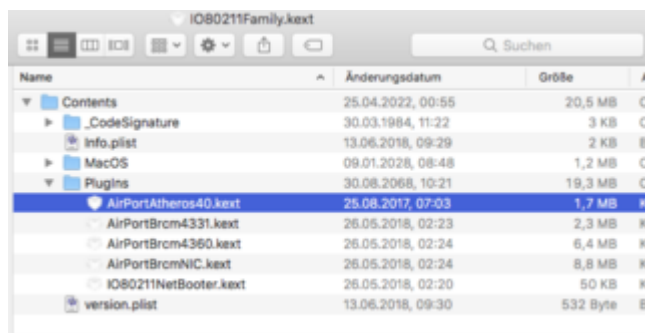 IO80211Family.kext
Suchen
Name Änderungsdatum Größe
Contents 25.04.2022, 00:55 20,5 MB
_CodeSignature 30.03.1984, 11:22 3 KB
Info.plist 13.06.2018, 09:29 2 KB
MacOS 09.01.2028, 08:48 1,2 MB
PlugIns 30.08.2068, 10:21 19,3 MB
AirPortAtheros40.kext 25.08.2017, 07:03 1,7 MB
AirPortBrcm4331.kext 26.05.2018, 02:23 2,3 MB
AirPortBrcm4360.kext 26.05.2018, 02:24 6,4 MB
AirPortBrcmNIC.kext 26.05.2018, 02:24 8,8 MB
IO80211NetBooter.kext 26.05.2018, 02:20 50 KB
version.plist 13.06.2018, 09:30 532 Byte